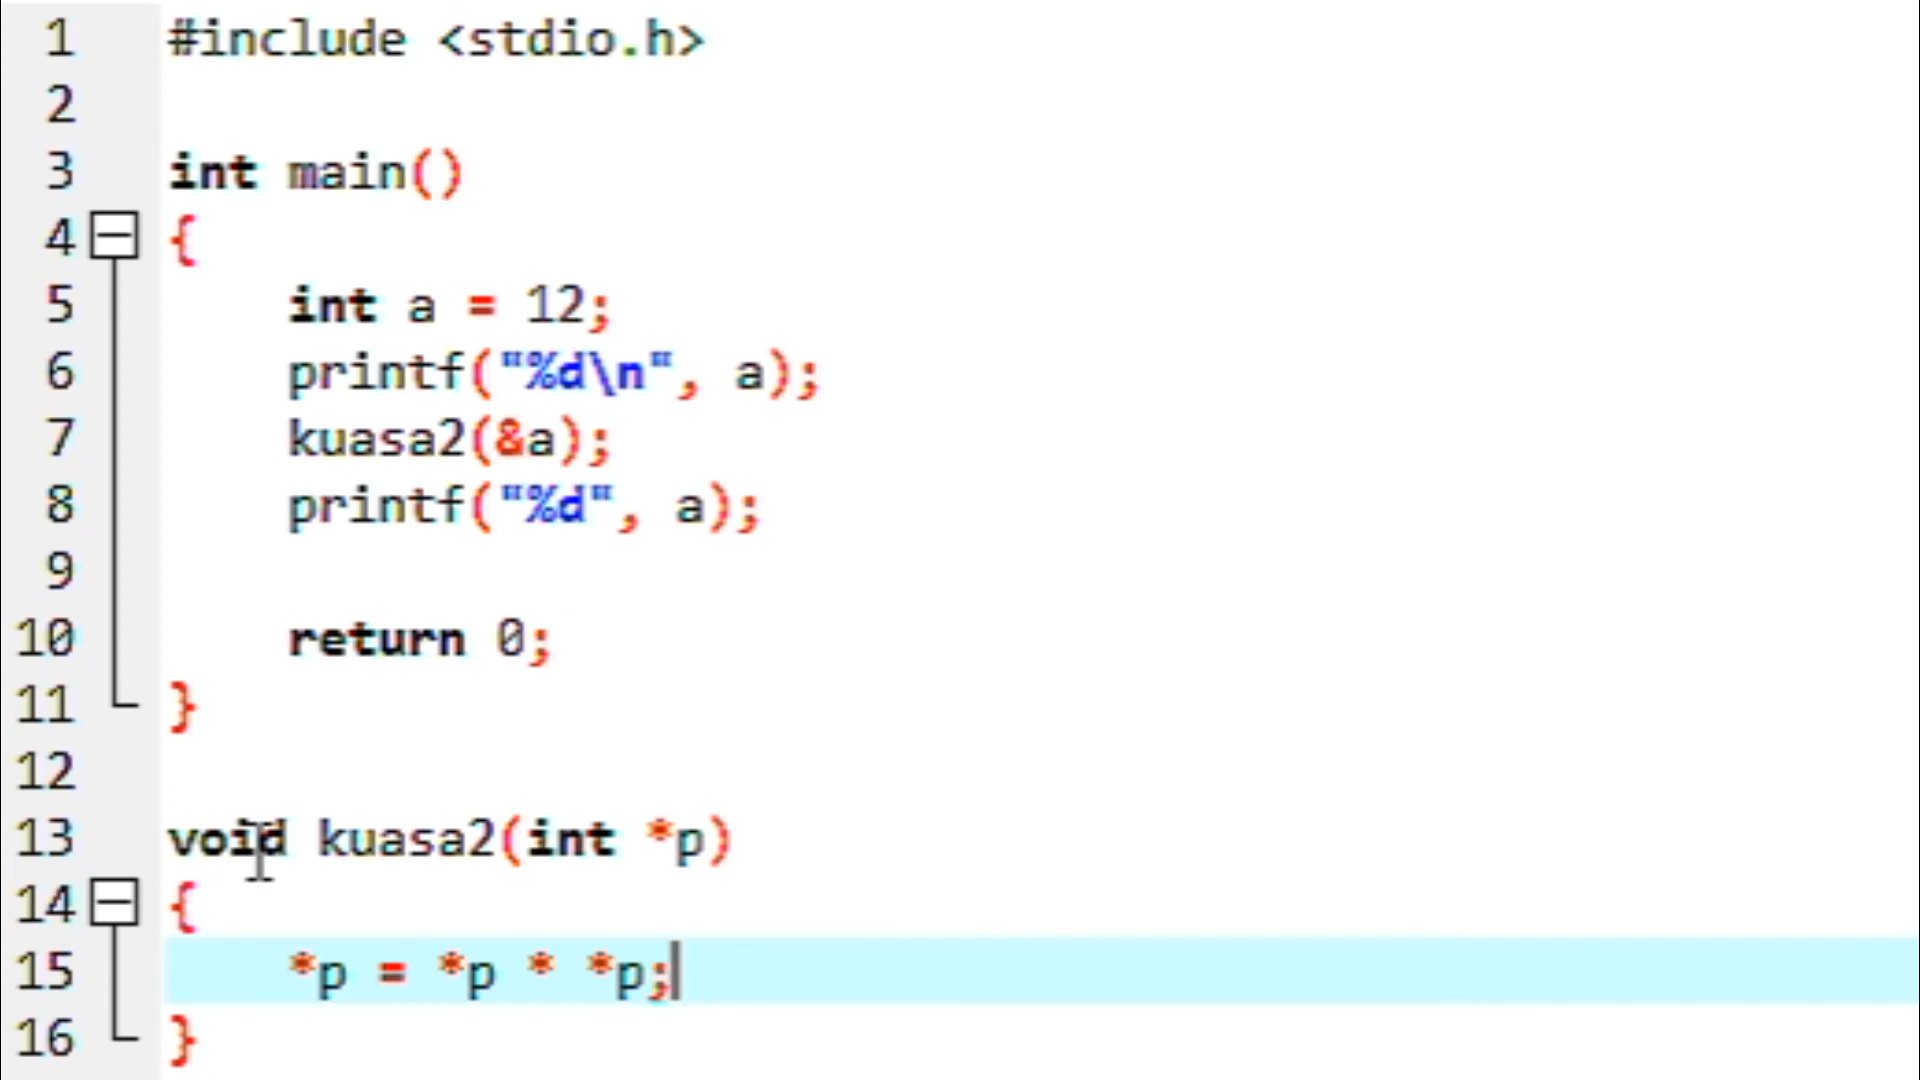 1 #include <stdio.h>
2
3 int main()
4 {
5 int a = 12;
6 printf("%d\n", a);
7 kuasa2(&a);
8 printf("%d", a);
9
10 return 0;
11 }
12
13 void kuasa2(int *p)
14 {
15 *p = *p * *p;
16 }